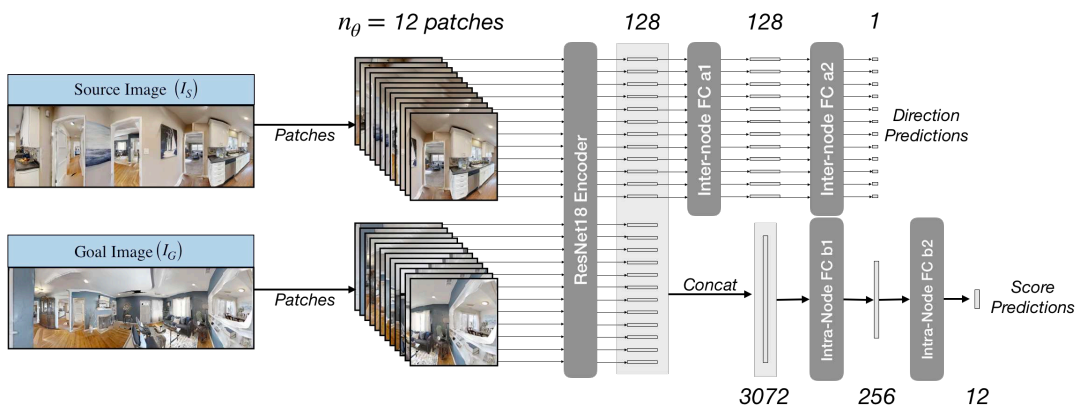 n_θ = 12 patches
128
128
1
Source Image (I_S)
Patches
ResNet18 Encoder
Inter-node FC a1
Inter-node FC a2
Direction
Predictions
Goal Image (I_G)
Patches
Concat
Intra-Node FC b1
Intra-Node FC b2
Score
Predictions
3072
256
12